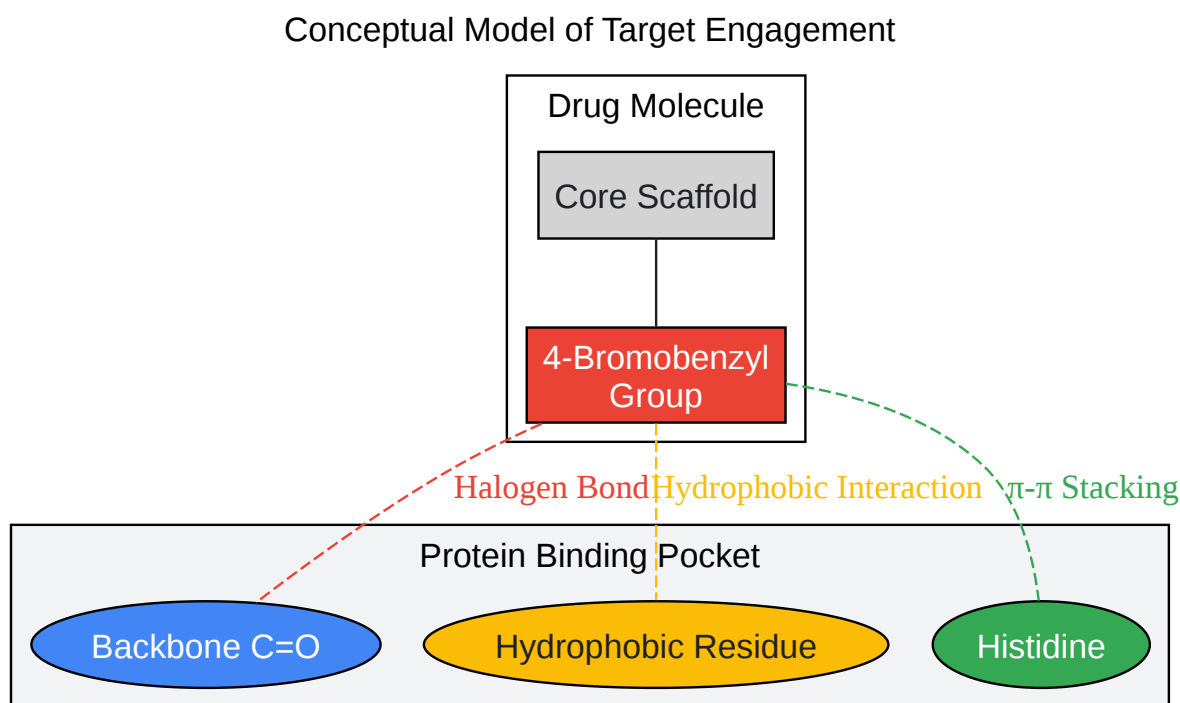 Conceptual Model of Target Engagement
Drug Molecule
Core Scaffold
4-Bromobenzyl
Group
Halogen Bond
Hydrophobic Interaction
π-π Stacking
Protein Binding Pocket
Backbone C=O
Hydrophobic Residue
Histidine